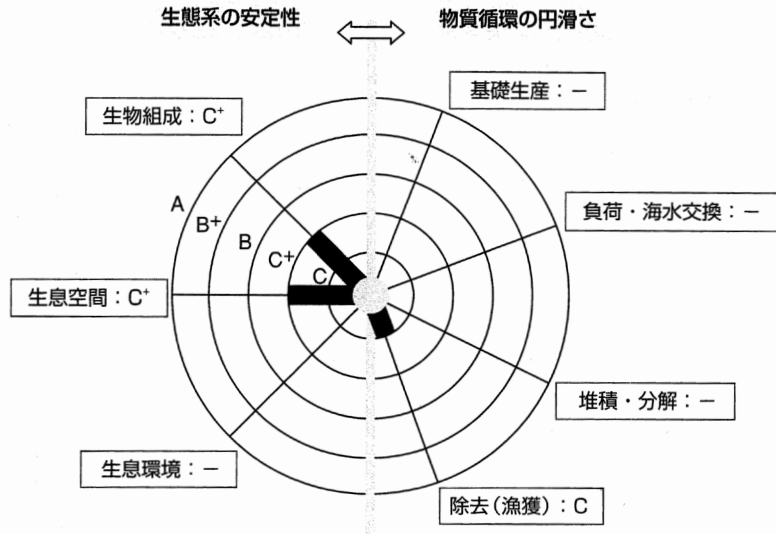 生態系の安定性
物質循環の円滑さ
生物組成：C⁺
基礎生産：－
A
B⁺
B
C⁺
C
負荷・海水交換：－
生息空間：C⁺
堆積・分解：－
生息環境：－
除去（漁獲）：C